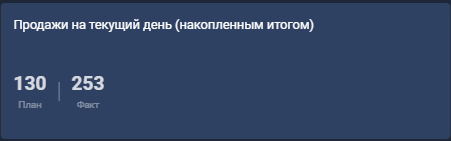 Продажи на текущий день (накопленным итогом)
130 | 253
План Факт